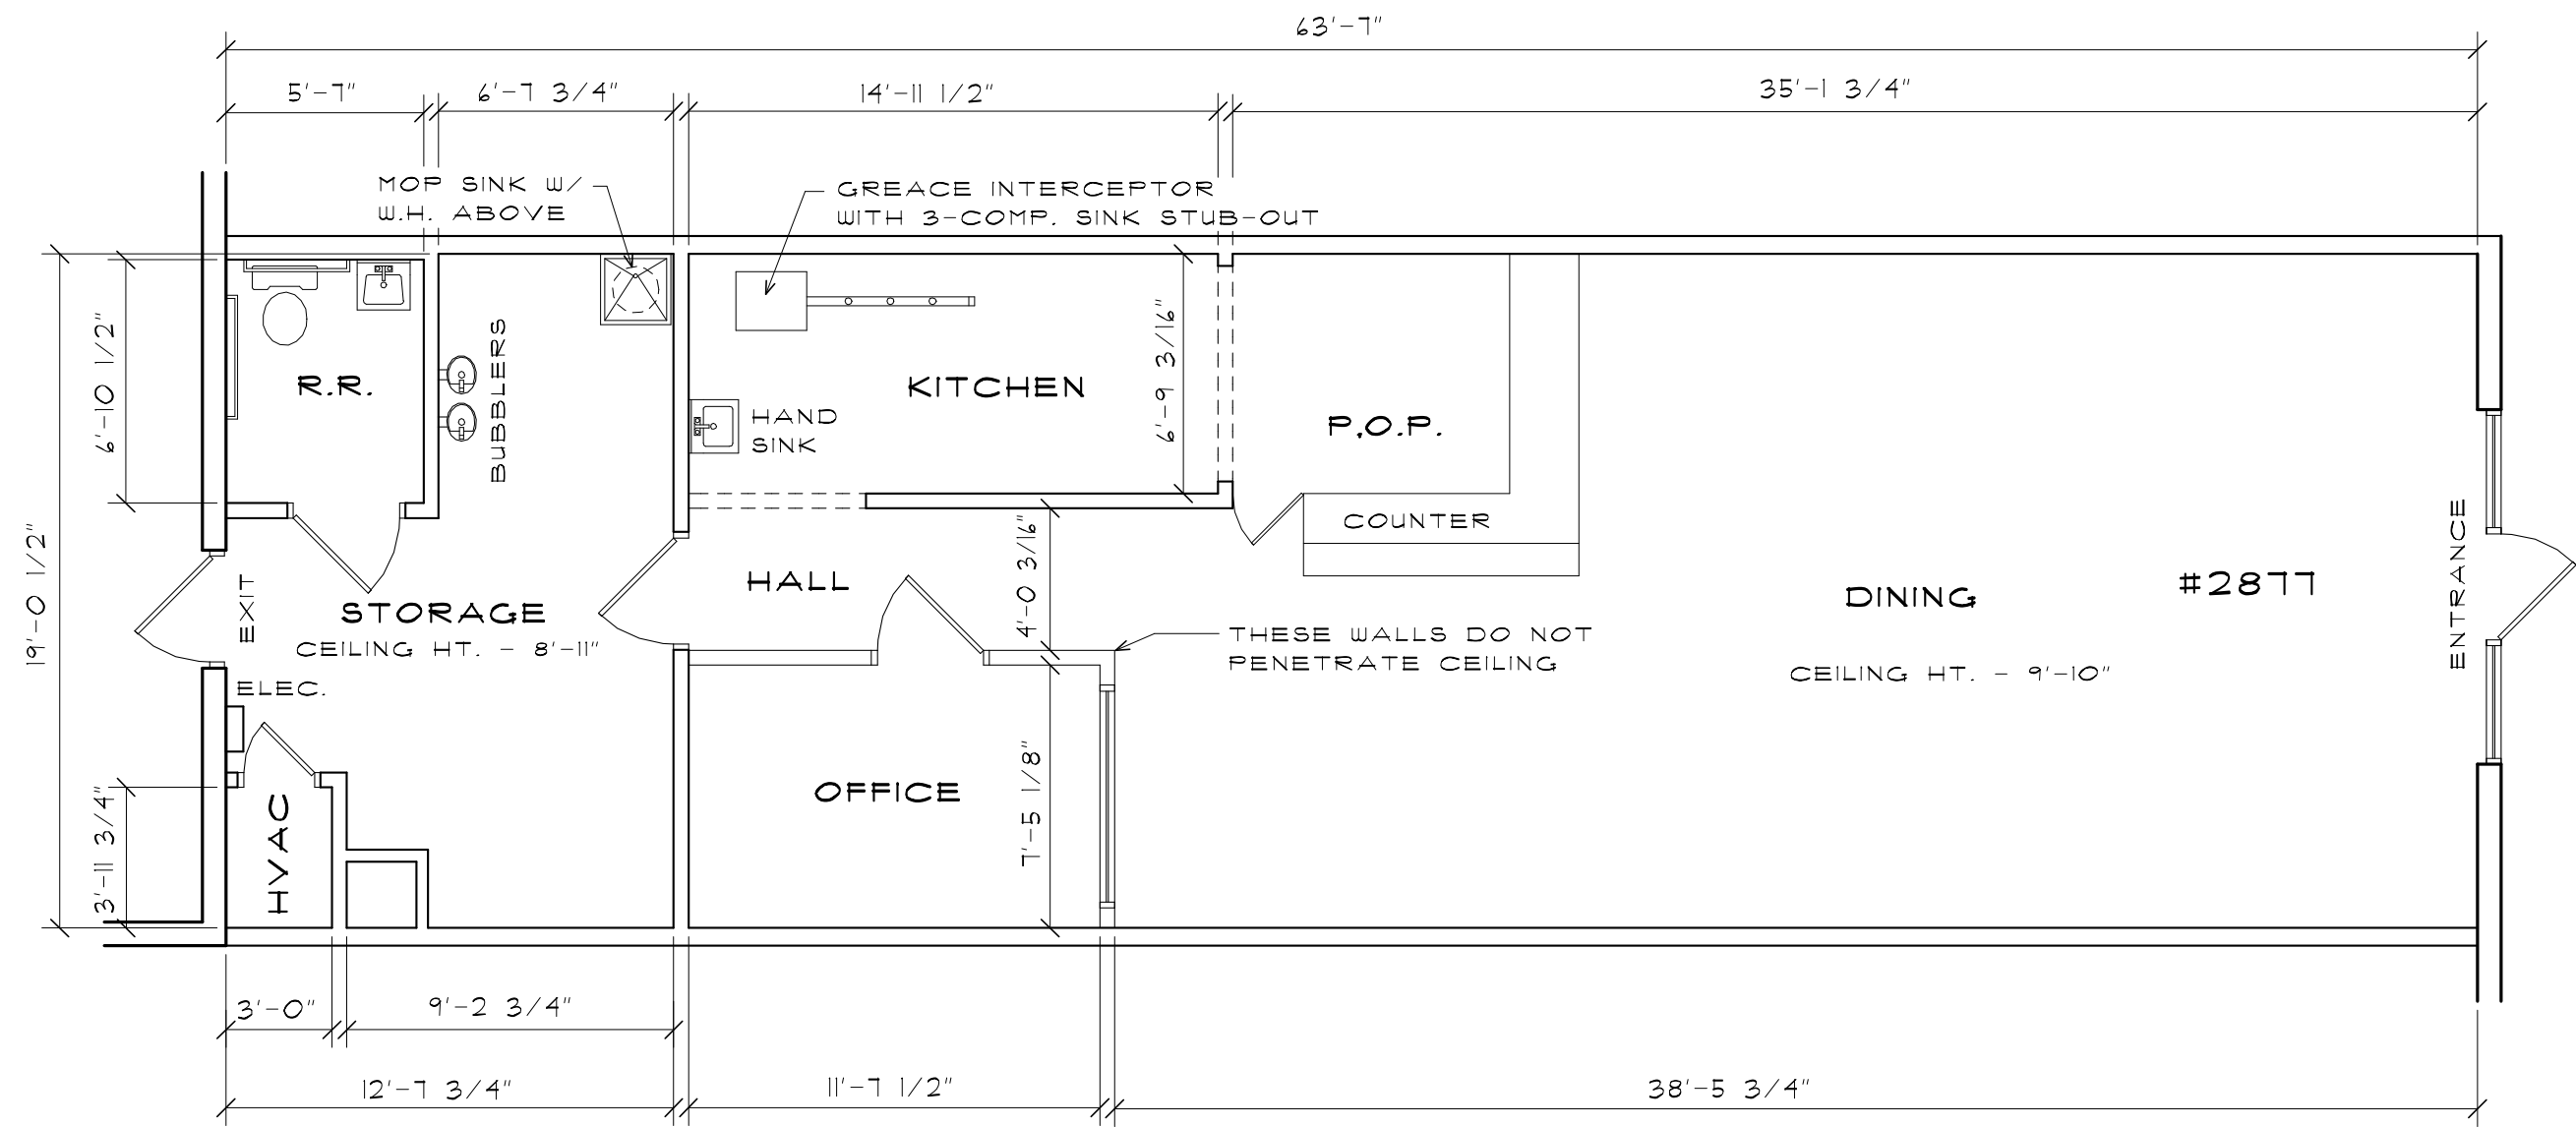 63'-7"
5'-7"
6'-7 3/4"
14'-11 1/2"
35'-1 3/4"
MOP SINK W/
W.H. ABOVE
GREACE INTERCEPTOR
WITH 3-COMP. SINK STUB-OUT
19'-0 1/2"
6'-10 1/2"
R.R.
BUBBLERS
HAND
SINK
KITCHEN
6'-9 3/16"
P.O.P.
COUNTER
EXIT
STORAGE
CEILING HT. - 8'-11"
HALL
4'-0 3/16"
THESE WALLS DO NOT
PENETRATE CEILING
DINING
CEILING HT. - 9'-10"
#2877
ENTRANCE
ELEC.
3'-11 3/4"
HVAC
OFFICE
7'-5 1/8"
3'-0"
9'-2 3/4"
12'-7 3/4"
11'-7 1/2"
38'-5 3/4"